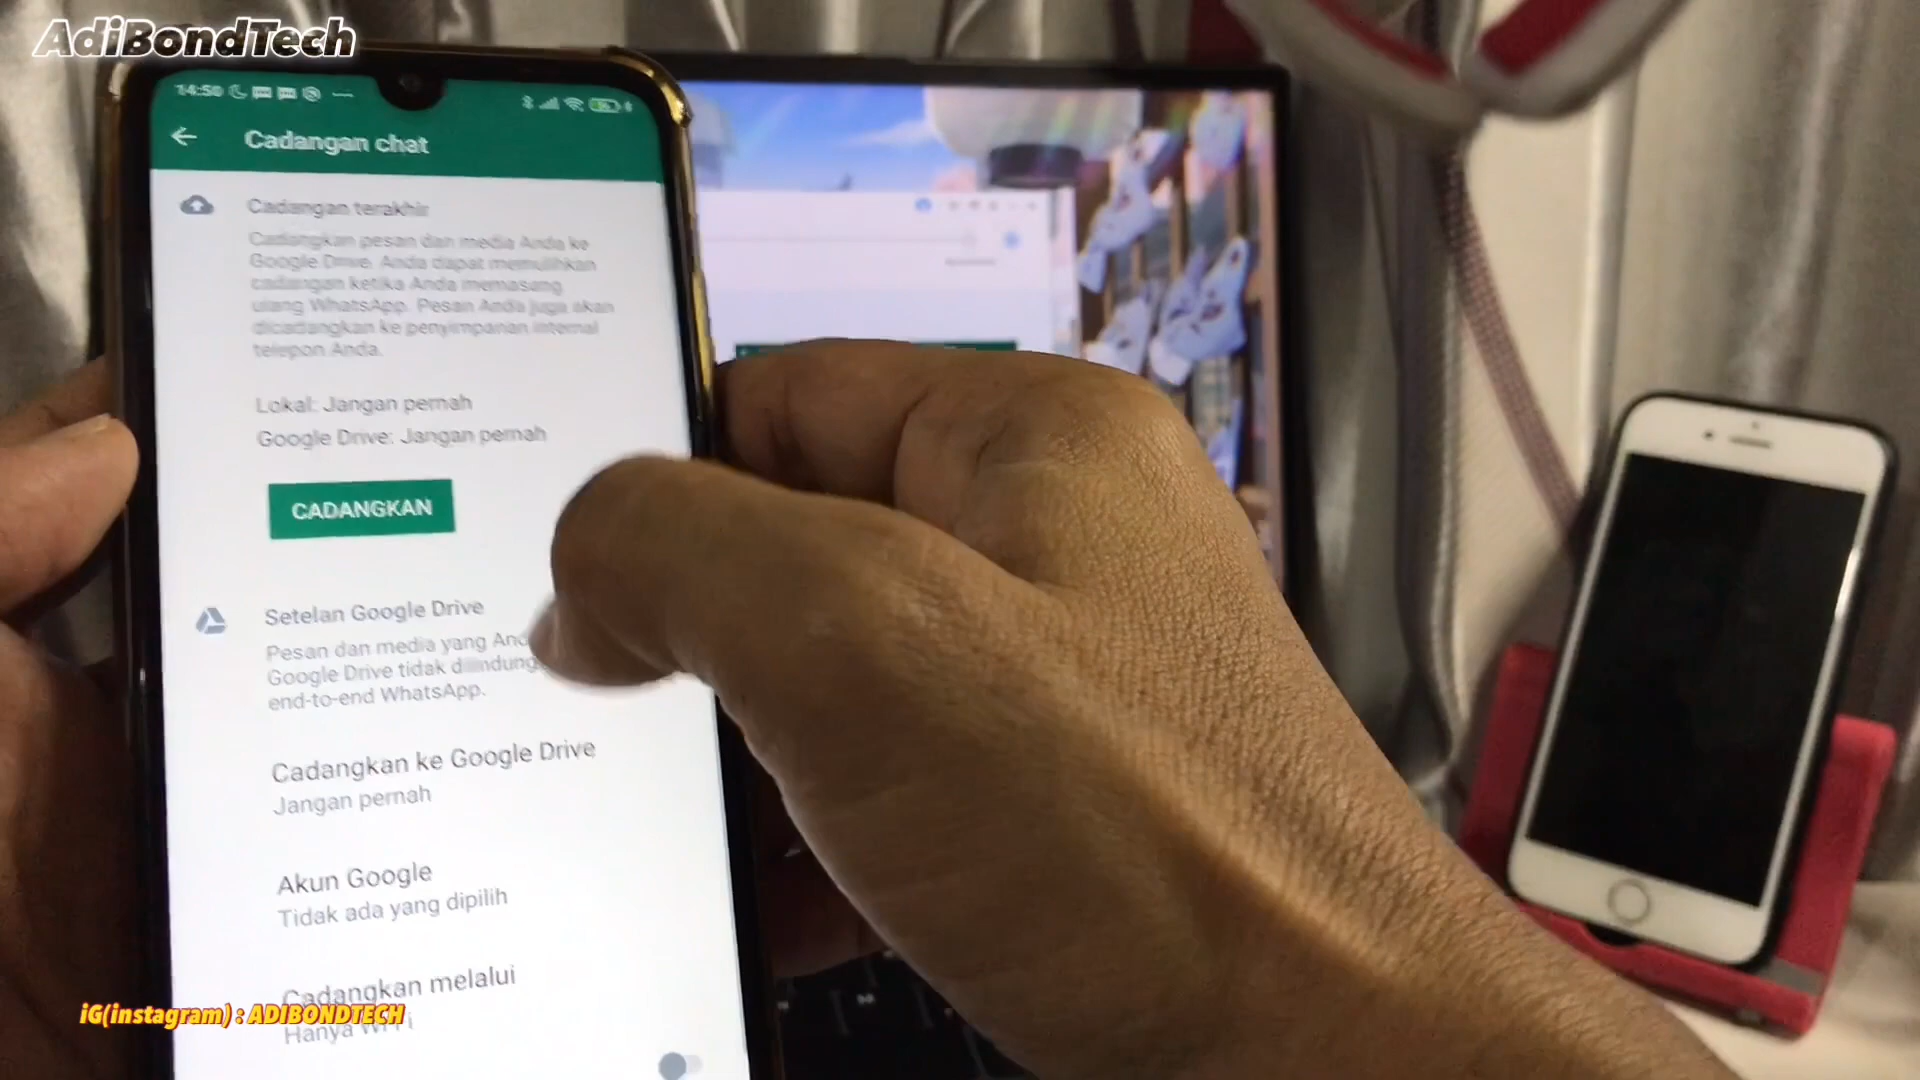 AdiBondTech
14:50
Cadangan chat
Cadangan terakhir
Cadangkan pesan dan media Anda ke
Google Drive. Anda dapat memulihkan
cadangan ketika Anda memasang
ulang WhatsApp. Pesan Anda juga akan
dicadangkan ke penyimpanan internal
telepon Anda.
Lokal: Jangan pernah
Google Drive: Jangan pernah
CADANGKAN
Setelan Google Drive
Pesan dan media yang
Google Drive tidak
end-to-end WhatsApp.
Cadangkan ke Google Drive
Jangan pernah
Akun Google
Tidak ada yang dipilih
Cadangkan melalui
Hanya Wi-Fi
iG(instagram) : ADIBONDTECH